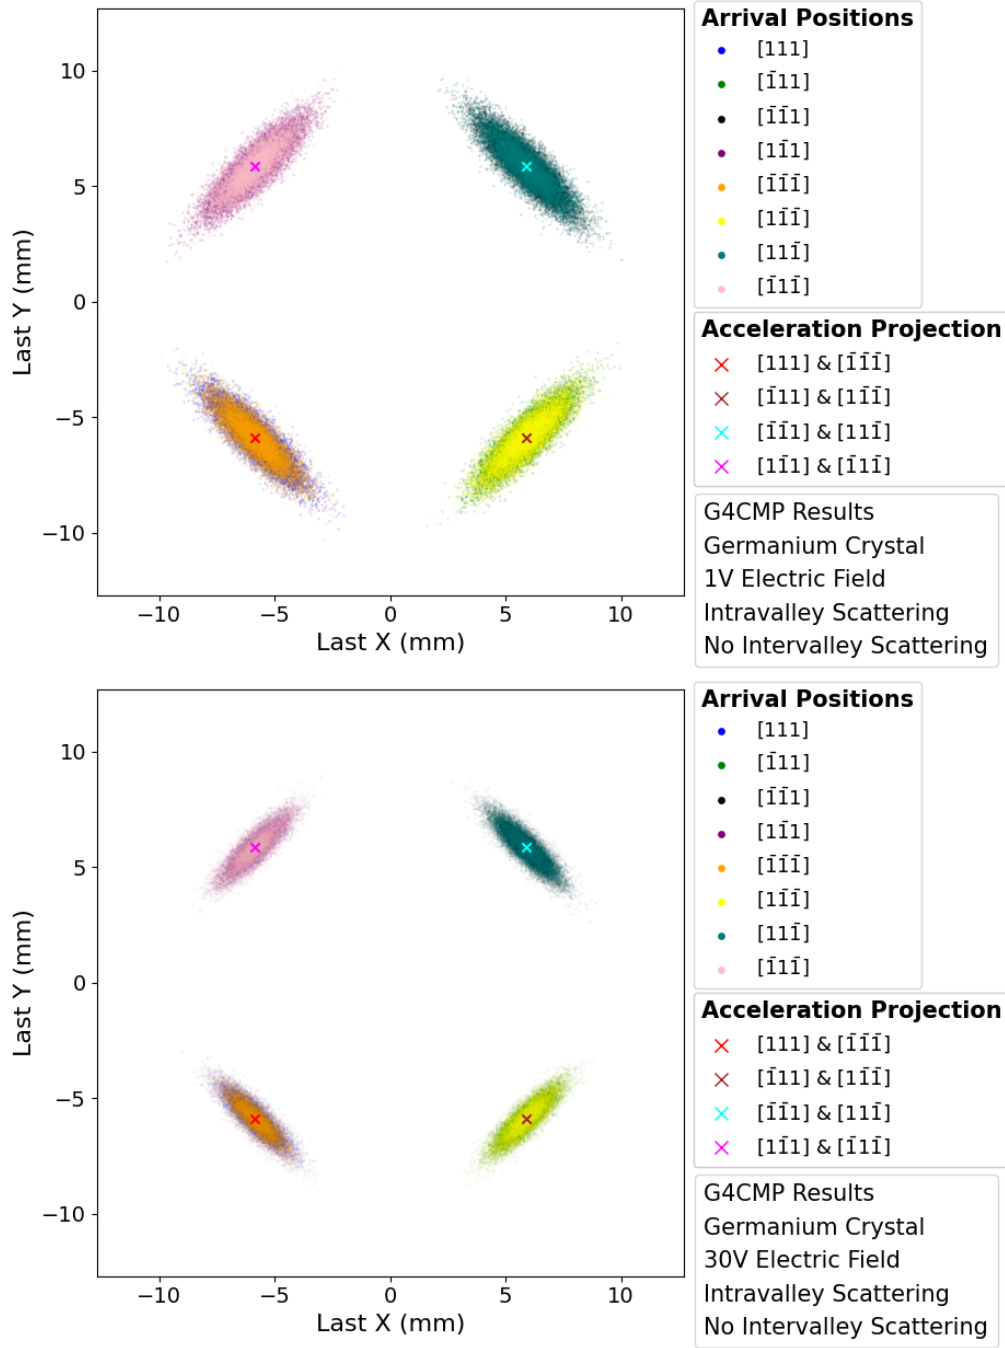 10
5
0
−5
−10
Last Y (mm)
−10 −5 0 5 10
Last X (mm)
Arrival Positions
[111]
[1̄11]
[1̄1̄1]
[11̄1]
[1̄1̄1̄]
[11̄1̄]
[111̄]
[1̄11̄]
Acceleration Projection
[111] & [1̄1̄1̄]
[1̄11] & [11̄1̄]
[1̄1̄1] & [111̄]
[11̄1] & [1̄11̄]
G4CMP Results
Germanium Crystal
1V Electric Field
Intravalley Scattering
No Intervalley Scattering
10
5
0
−5
−10
Last Y (mm)
−10 −5 0 5 10
Last X (mm)
Arrival Positions
[111]
[1̄11]
[1̄1̄1]
[11̄1]
[1̄1̄1̄]
[11̄1̄]
[111̄]
[1̄11̄]
Acceleration Projection
[111] & [1̄1̄1̄]
[1̄11] & [11̄1̄]
[1̄1̄1] & [111̄]
[11̄1] & [1̄11̄]
G4CMP Results
Germanium Crystal
30V Electric Field
Intravalley Scattering
No Intervalley Scattering